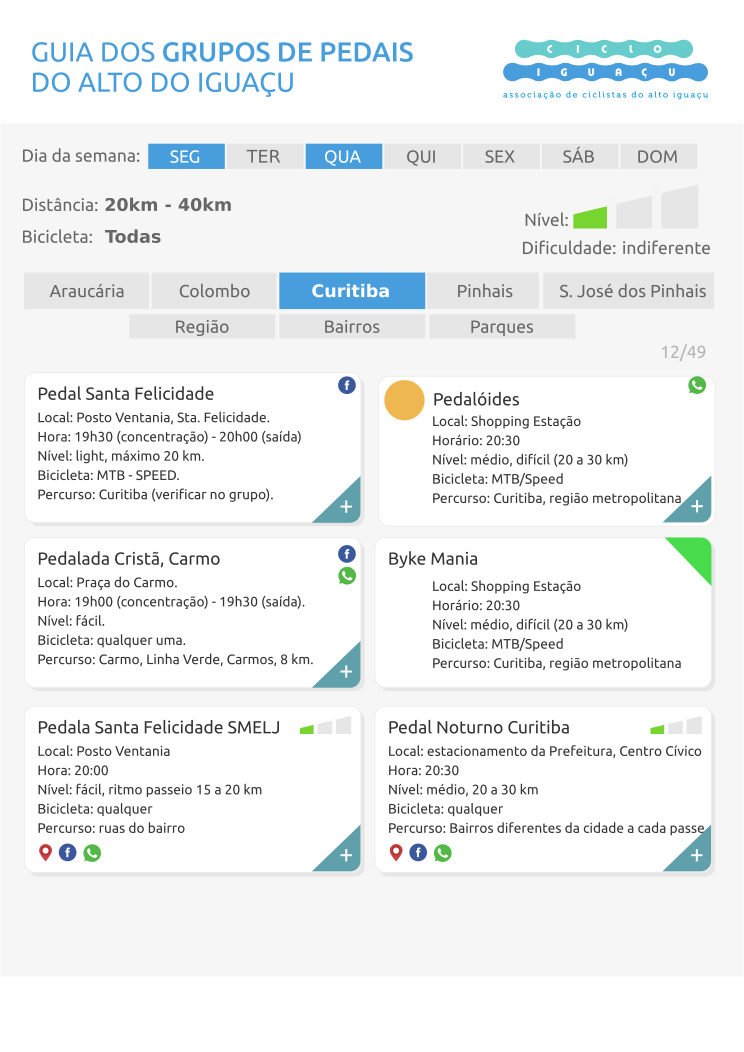 GUIA DOS GRUPOS DE PEDAIS
DO ALTO DO IGUAÇU
CICLO
IGUAÇU
associação de ciclistas do alto iguaçu
Dia da semana: SEG TER QUA QUI SEX SÁB DOM
Distância: 20km - 40km
Nível:
Bicicleta: Todas
Dificuldade: indiferente
Araucária Colombo Curitiba Pinhais S. José dos Pinhais
Região Bairros Parques
12/49
Pedal Santa Felicidade
Local: Posto Ventania, Sta. Felicidade.
Hora: 19h30 (concentração) - 20h00 (saída)
Nível: light, máximo 20 km.
Bicicleta: MTB - SPEED.
Percurso: Curitiba (verificar no grupo).
+
Pedalóides
Local: Shopping Estação
Horário: 20:30
Nível: médio, difícil (20 a 30 km)
Bicicleta: MTB/Speed
Percurso: Curitiba, região metropolitana
+
Pedalada Cristã, Carmo
Local: Praça do Carmo.
Hora: 19h00 (concentração) - 19h30 (saída).
Nível: fácil.
Bicicleta: qualquer uma.
Percurso: Carmo, Linha Verde, Carmos, 8 km.
+
Byke Mania
Local: Shopping Estação
Horário: 20:30
Nível: médio, difícil (20 a 30 km)
Bicicleta: MTB/Speed
Percurso: Curitiba, região metropolitana
Pedala Santa Felicidade SMELJ
Local: Posto Ventania
Hora: 20:00
Nível: fácil, ritmo passeio 15 a 20 km
Bicicleta: qualquer
Percurso: ruas do bairro
+
Pedal Noturno Curitiba
Local: estacionamento da Prefeitura, Centro Cívico
Hora: 20:30
Nível: médio, 20 a 30 km
Bicicleta: qualquer
Percurso: Bairros diferentes da cidade a cada passe
+